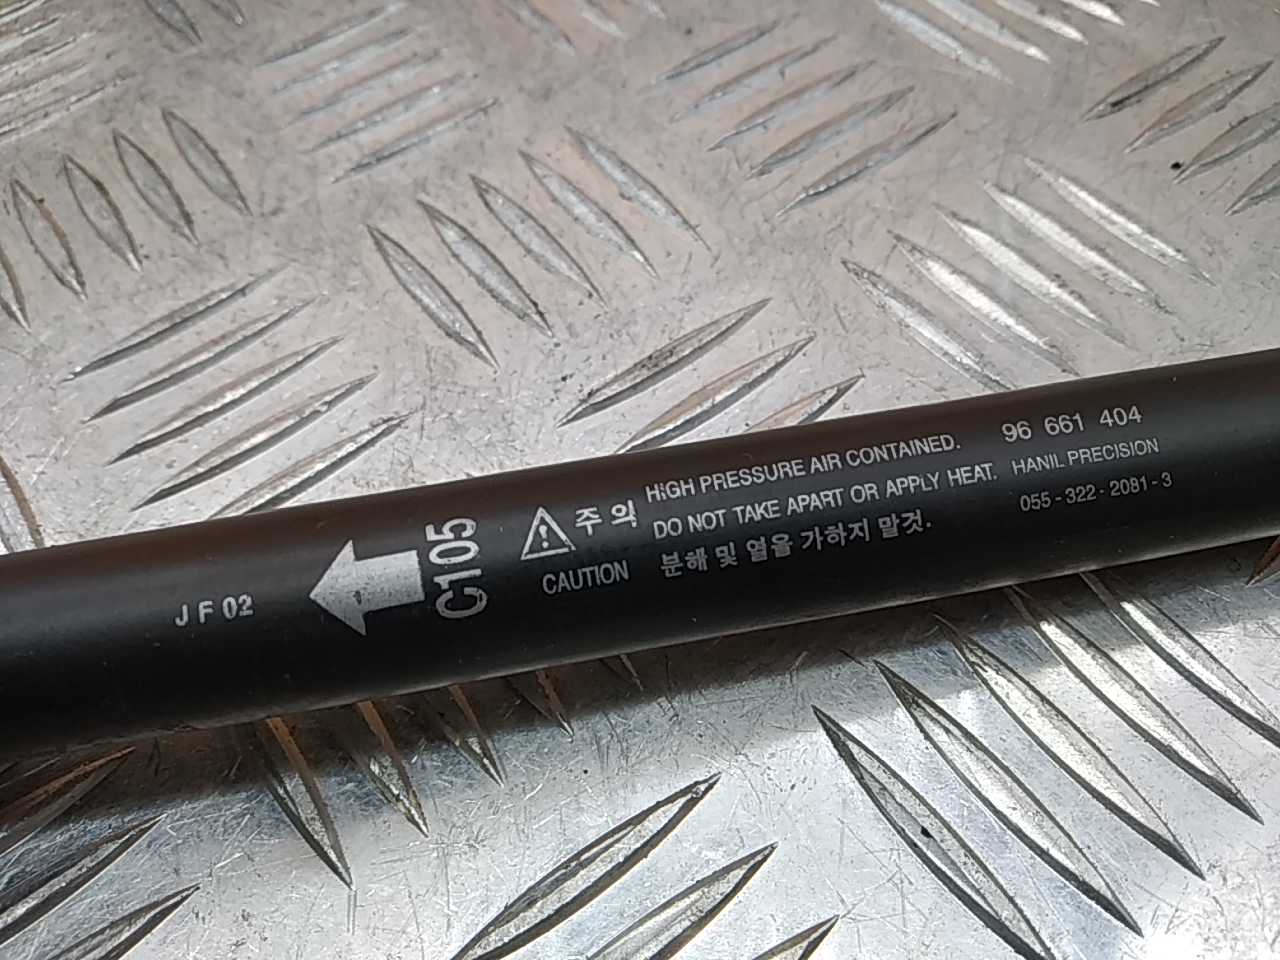 JF02
C105
주의
CAUTION
HIGH PRESSURE AIR CONTAINED.
DO NOT TAKE APART OR APPLY HEAT.
분해 및 열을 가하지 말것.
96 661 404
HANIL PRECISION
055-322-2081-3